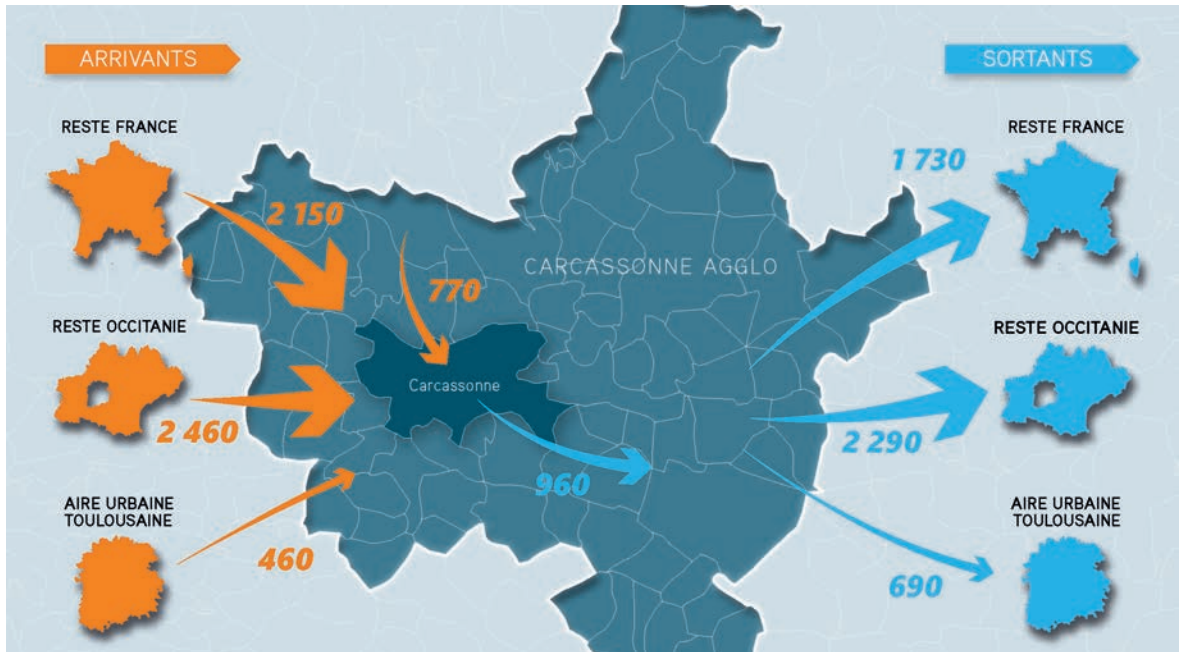 ARRIVANTS
SORTANTS
RESTE FRANCE
2 150
770
RESTE OCCITANIE
2 460
AIRE URBAINE
TOULOUSAINE
460
CARCASSONNE AGGLO
Carcassonne
960
RESTE FRANCE
1 730
RESTE OCCITANIE
2 290
AIRE URBAINE
TOULOUSAINE
690